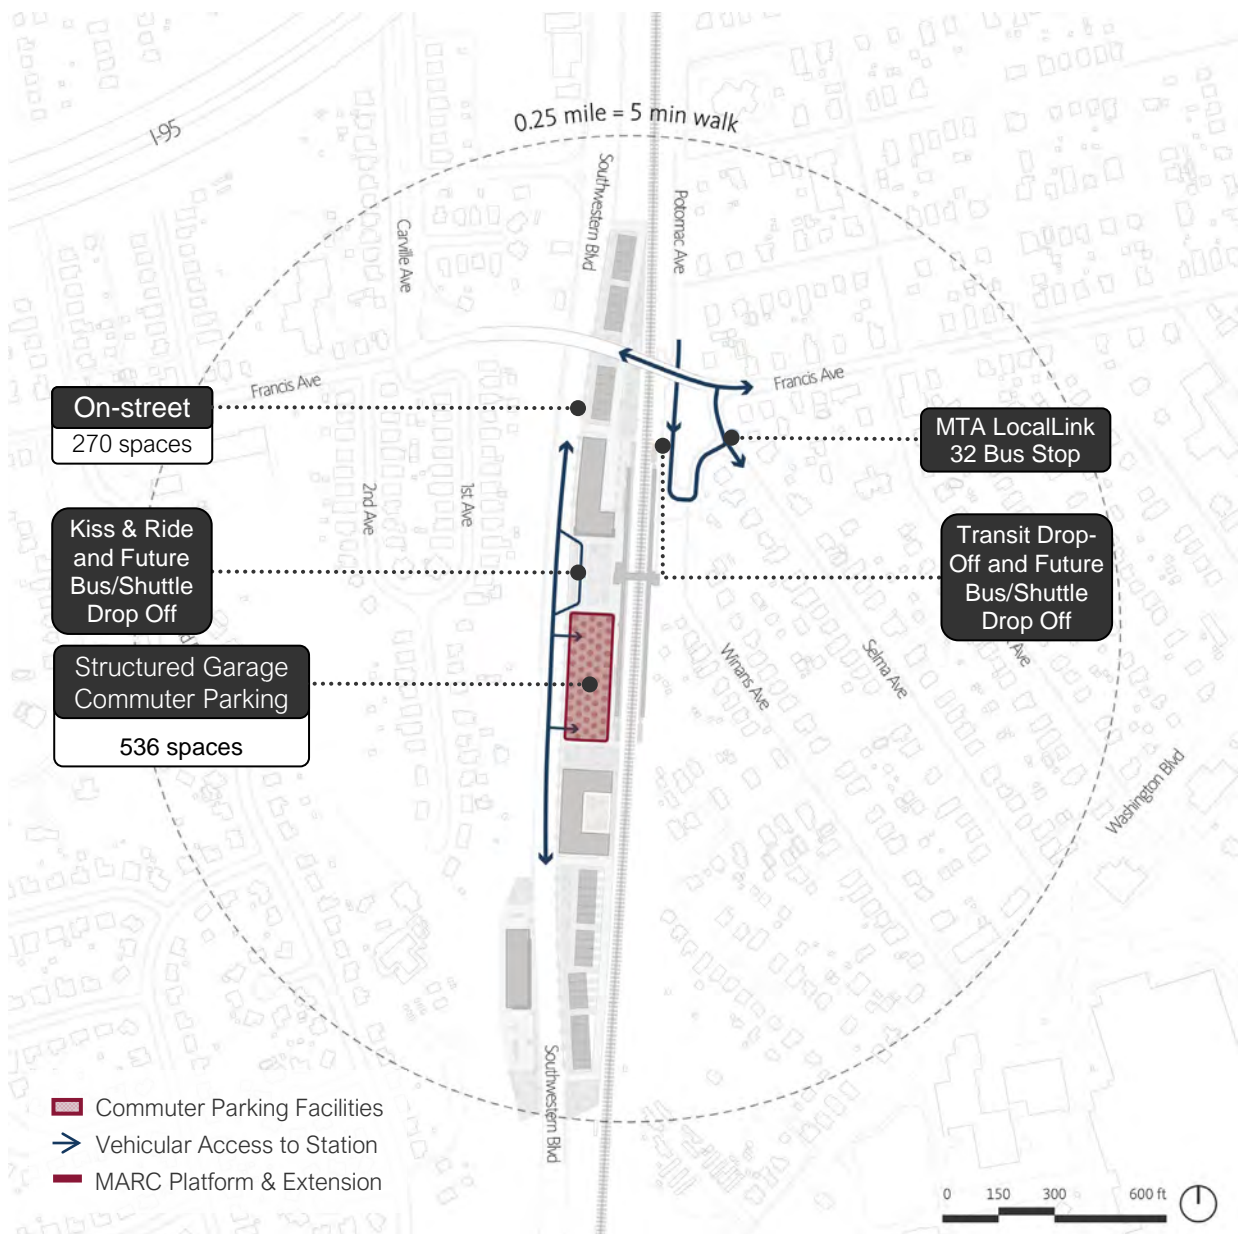 0.25 mile = 5 min walk
I-95
Southwestern Blvd
Potomac Ave
Carville Ave
Francis Ave
Francis Ave
On-street
270 spaces
MTA LocalLink
32 Bus Stop
2nd Ave
1st Ave
Kiss & Ride
and Future
Bus/Shuttle
Drop Off
Transit Drop-
Off and Future
Bus/Shuttle
Drop Off
Structured Garage
Commuter Parking
536 spaces
Winans Ave
Selma Ave
Ave
Washington Blvd
Southwestern Blvd
Commuter Parking Facilities
Vehicular Access to Station
MARC Platform & Extension
0 150 300 600 ft